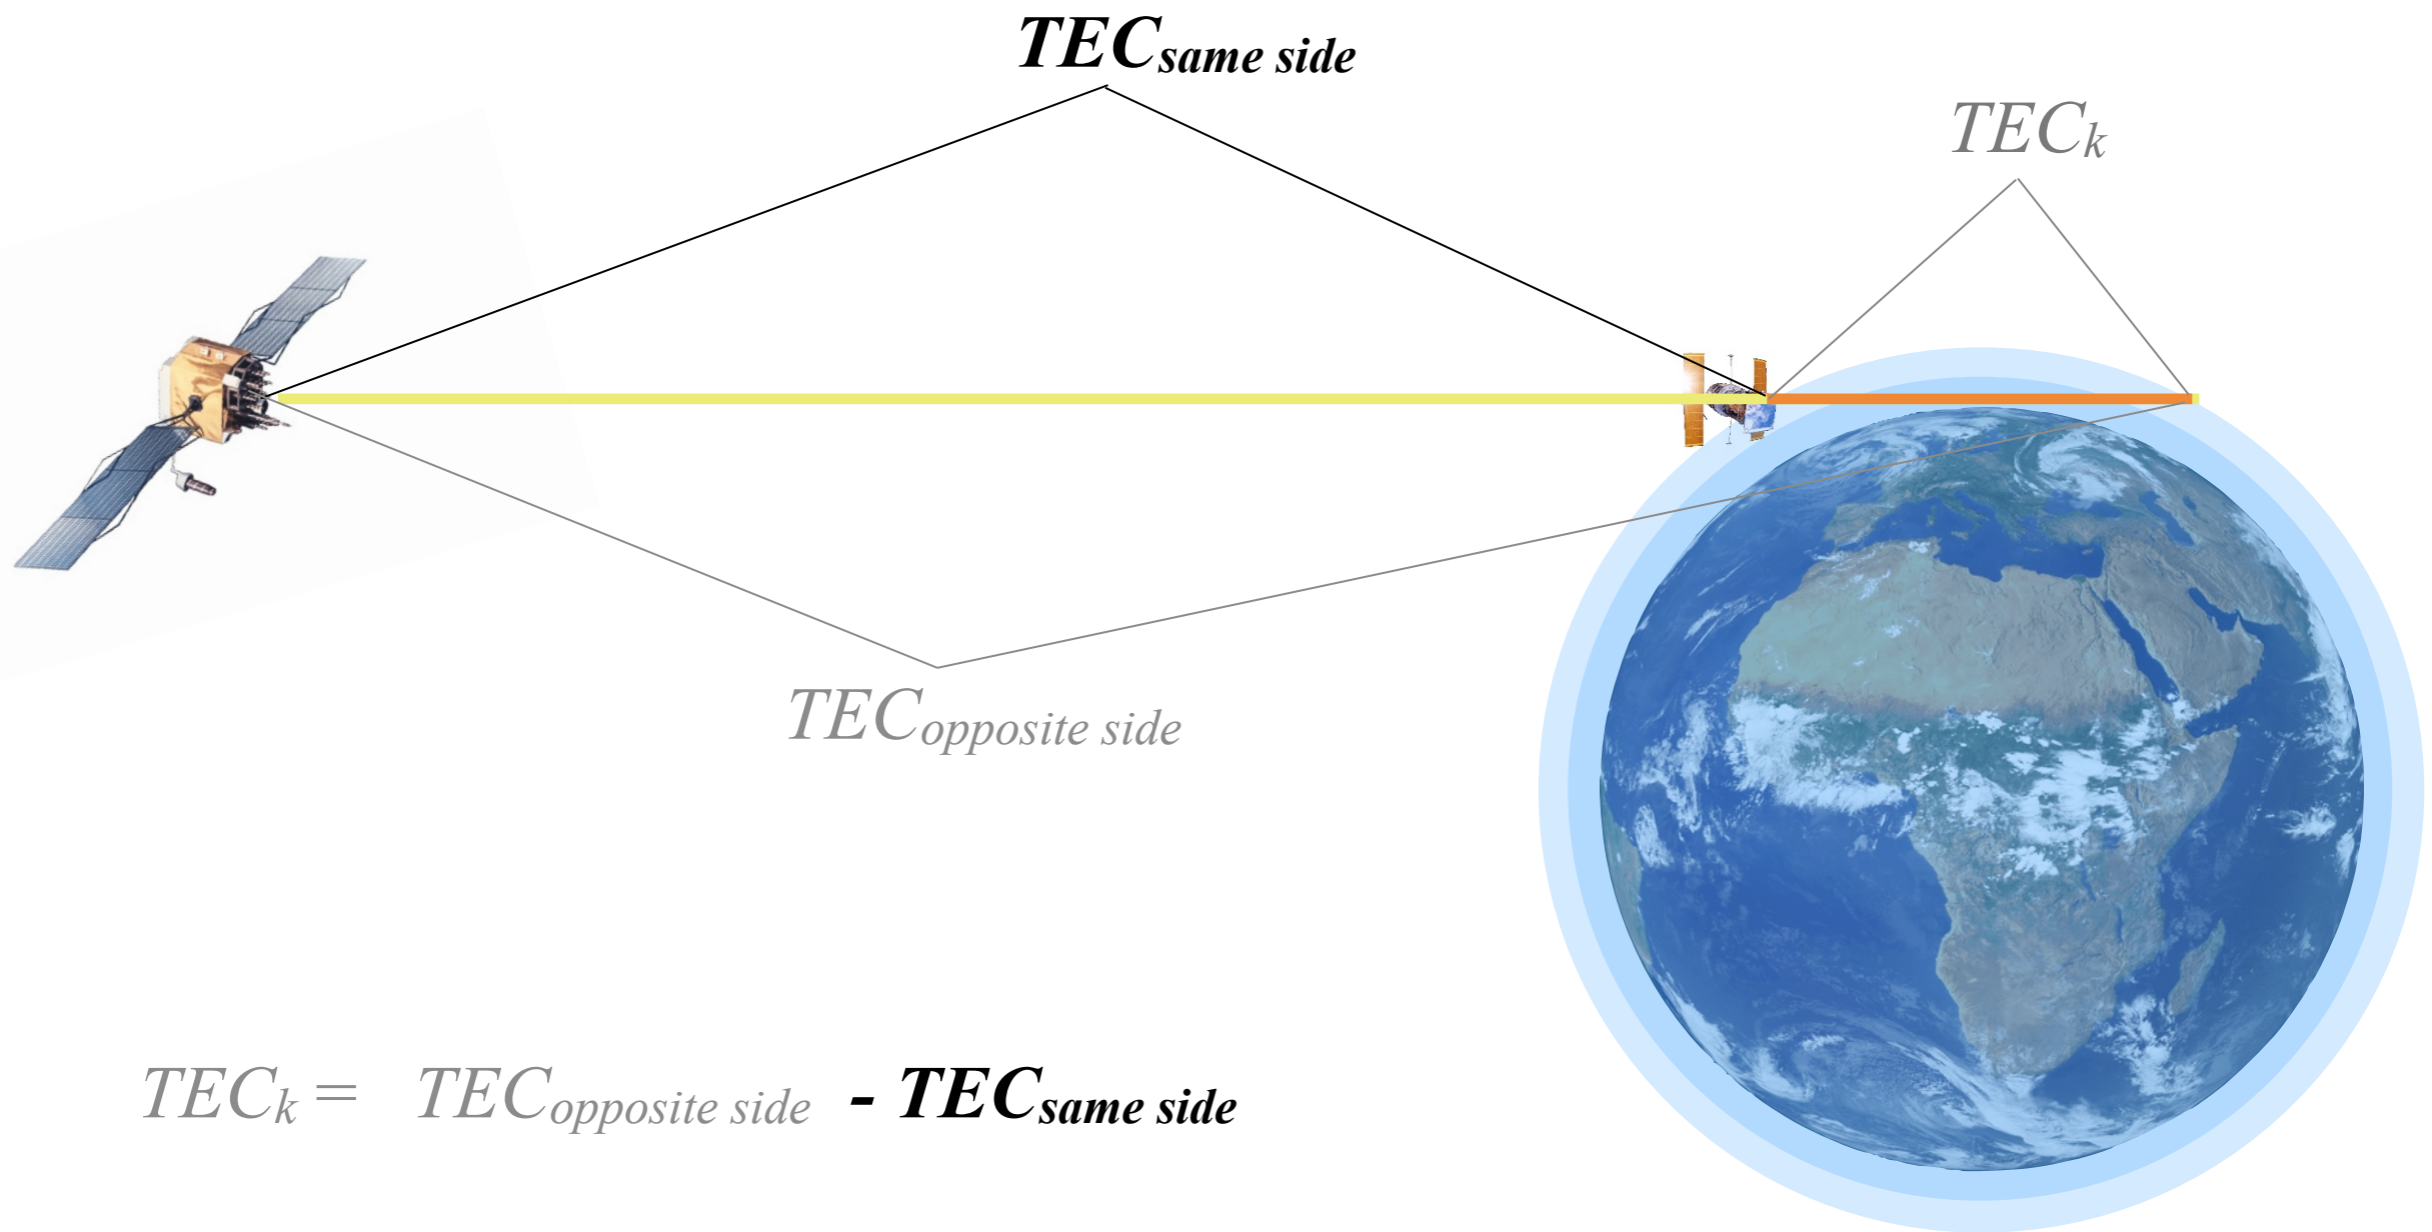 TECsame side
TECk
TECopposite side
TECk = TECopposite side - TECsame side